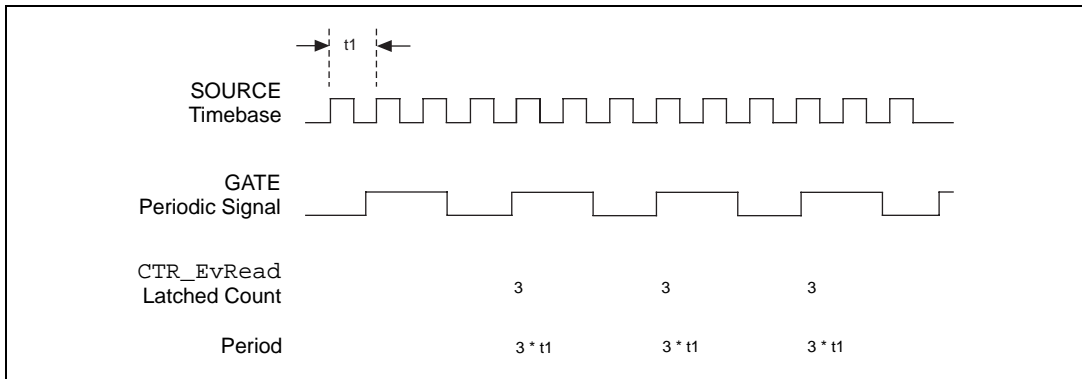 t1
SOURCE
Timebase
GATE
Periodic Signal
CTR_EvRead
Latched Count
3 3 3
Period
3 * t1 3 * t1 3 * t1